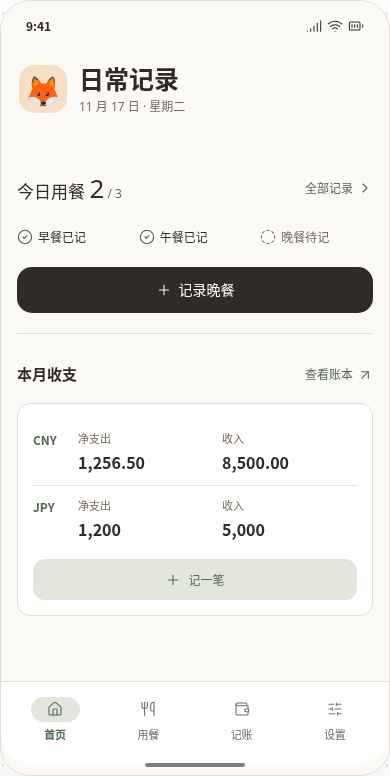 9:41
日常记录
11 月 17 日 · 星期二
今日用餐 2 / 3
全部记录
早餐已记
午餐已记
晚餐待记
记录晚餐
本月收支
查看账本
CNY
净支出
收入
1,256.50
8,500.00
JPY
净支出
收入
1,200
5,000
记一笔
首页
用餐
记账
设置